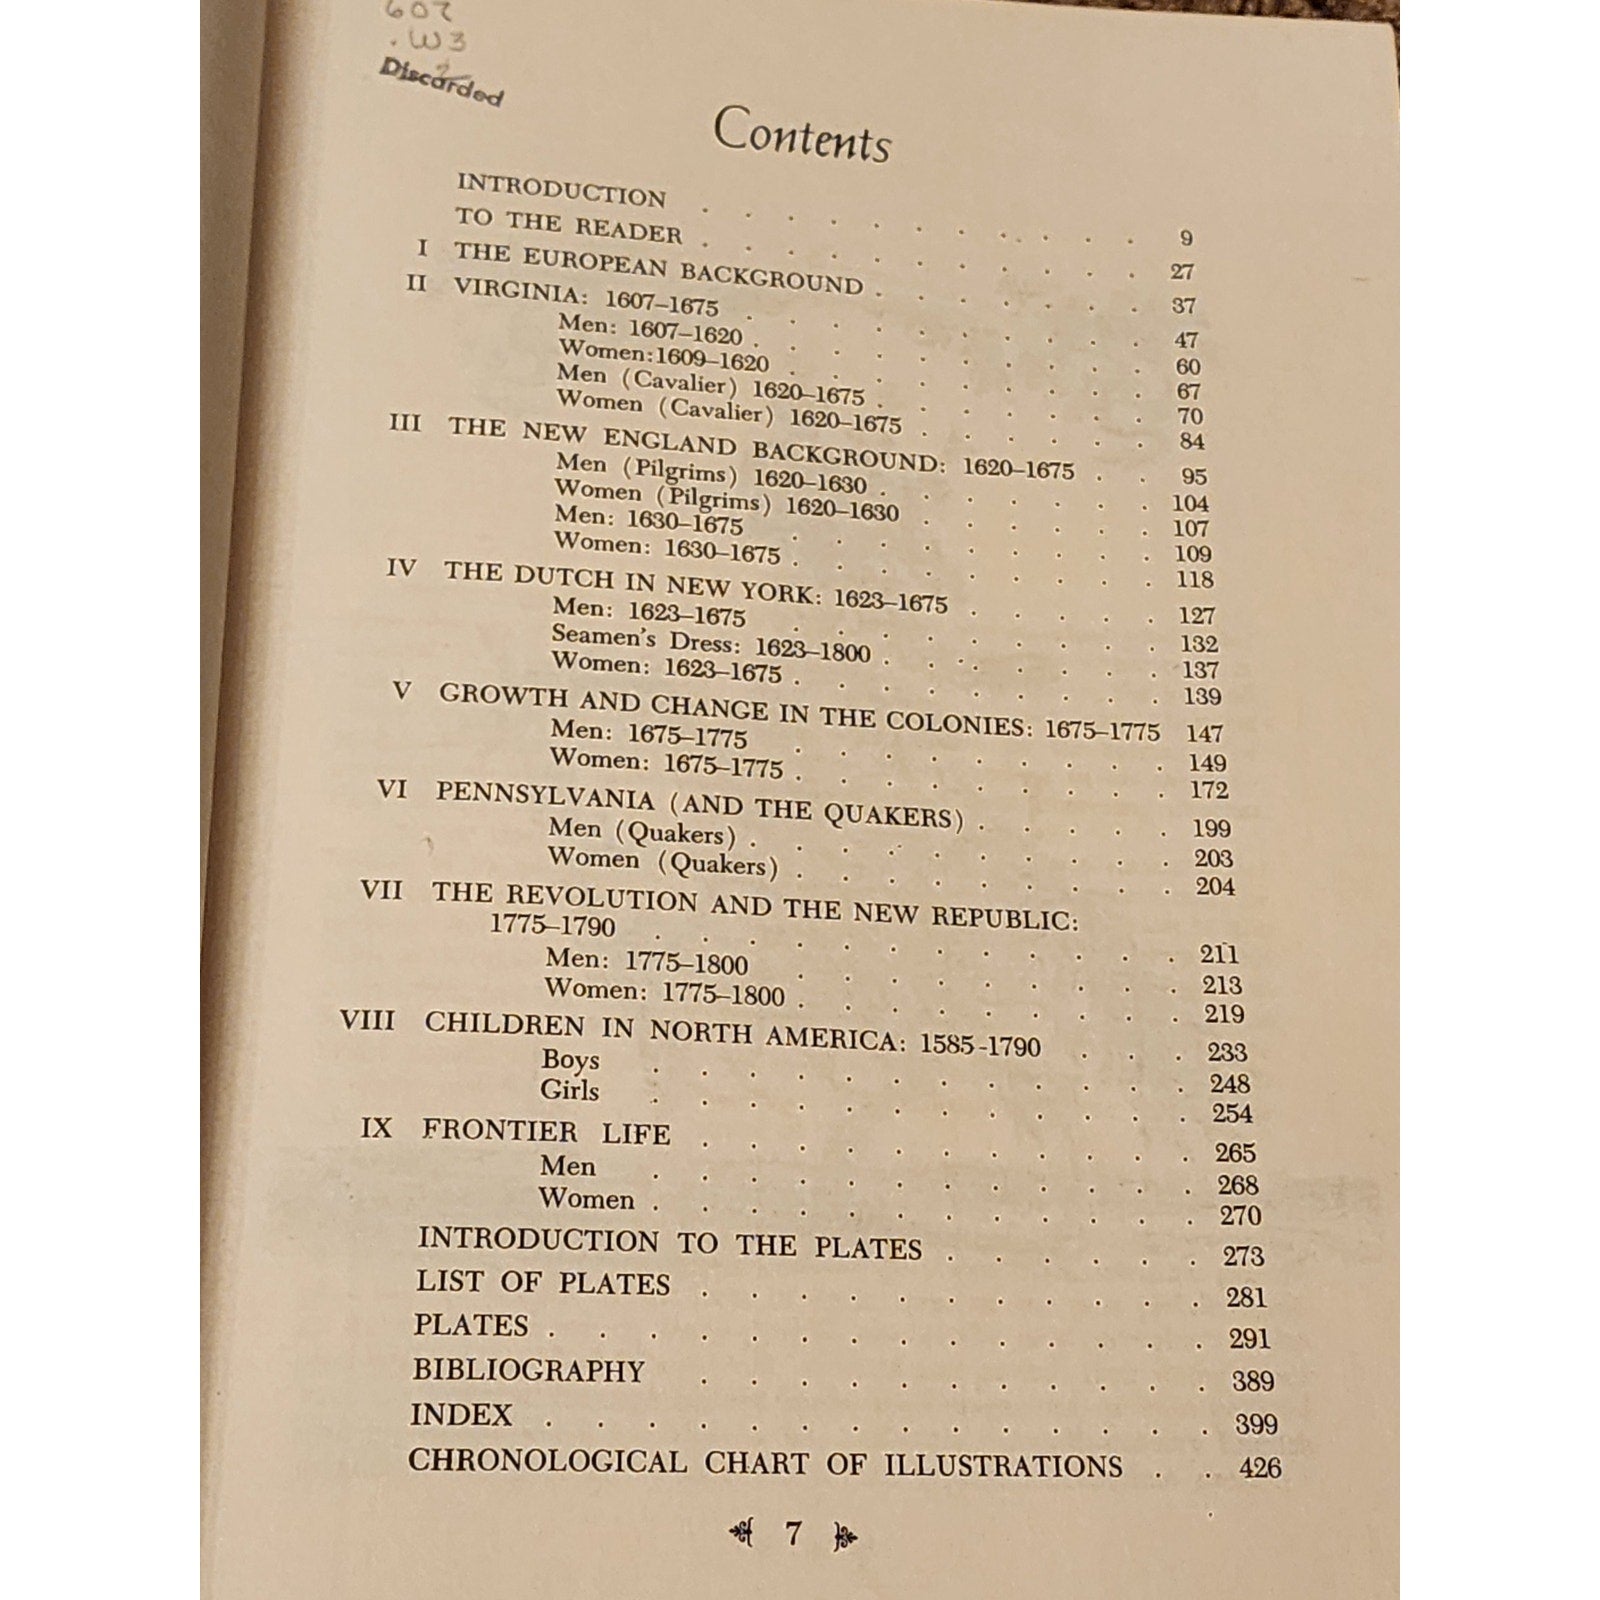 602
.W3
2
Discarded
Contents
INTRODUCTION . . . . . . . . . . . 9
TO THE READER . . . . . . . . . . . 27
I THE EUROPEAN BACKGROUND . . . . . . . 37
II VIRGINIA: 1607–1675 . . . . . . . . . . 47
Men: 1607–1620 . . . . . . . . . . 60
Women:1609–1620 . . . . . . . . . 67
Men (Cavalier) 1620–1675 . . . . . . . 70
Women (Cavalier) 1620–1675 . . . . . . 84
III THE NEW ENGLAND BACKGROUND: 1620–1675 . . 95
Men (Pilgrims) 1620–1630 . . . . . . . 104
Women (Pilgrims) 1620–1630 . . . . . . 107
Men: 1630–1675 . . . . . . . . . 109
Women: 1630–1675 . . . . . . . . . 118
IV THE DUTCH IN NEW YORK: 1623–1675 . . . . . 127
Men: 1623–1675 . . . . . . . . . 132
Seamen's Dress: 1623–1800 . . . . . . . 137
Women: 1623–1675 . . . . . . . . . 139
V GROWTH AND CHANGE IN THE COLONIES: 1675–1775 147
Men: 1675–1775 . . . . . . . . . 149
Women: 1675–1775 . . . . . . . . . 172
VI PENNSYLVANIA (AND THE QUAKERS) . . . . . 199
Men (Quakers) . . . . . . . . . . 203
Women (Quakers) . . . . . . . . . 204
VII THE REVOLUTION AND THE NEW REPUBLIC:
1775–1790 . . . . . . . . . . . . 211
Men: 1775–1800 . . . . . . . . . 213
Women: 1775–1800 . . . . . . . . . 219
VIII CHILDREN IN NORTH AMERICA: 1585-1790 . . . 233
Boys . . . . . . . . . . . . 248
Girls . . . . . . . . . . . . 254
IX FRONTIER LIFE . . . . . . . . . . . 265
Men . . . . . . . . . . . . 268
Women . . . . . . . . . . . . 270
INTRODUCTION TO THE PLATES . . . . . . 273
LIST OF PLATES . . . . . . . . . . . 281
PLATES . . . . . . . . . . . . . . 291
BIBLIOGRAPHY . . . . . . . . . . . 389
INDEX . . . . . . . . . . . . . . 399
CHRONOLOGICAL CHART OF ILLUSTRATIONS . . 426
7